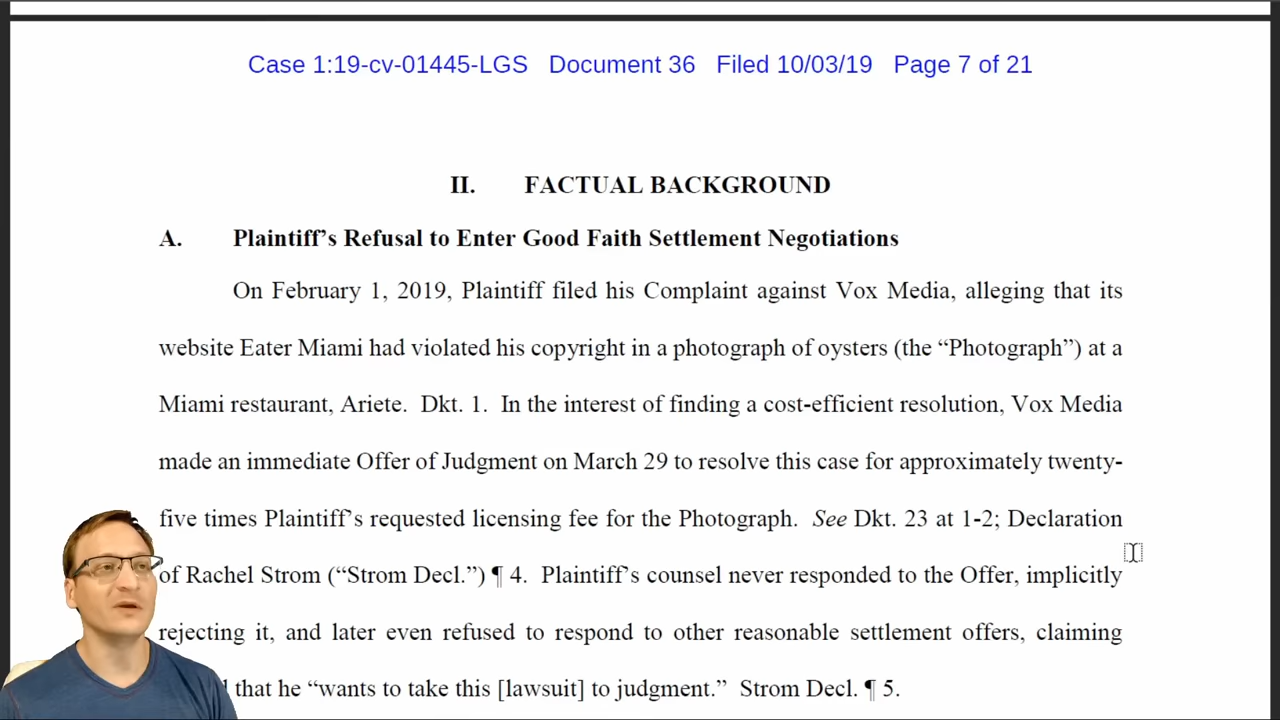 Case 1:19-cv-01445-LGS Document 36 Filed 10/03/19 Page 7 of 21
II. FACTUAL BACKGROUND
A. Plaintiff’s Refusal to Enter Good Faith Settlement Negotiations
On February 1, 2019, Plaintiff filed his Complaint against Vox Media, alleging that its
website Eater Miami had violated his copyright in a photograph of oysters (the “Photograph”) at a
Miami restaurant, Ariete. Dkt. 1. In the interest of finding a cost-efficient resolution, Vox Media
made an immediate Offer of Judgment on March 29 to resolve this case for approximately twenty-
five times Plaintiff’s requested licensing fee for the Photograph. See Dkt. 23 at 1-2; Declaration
of Rachel Strom (“Strom Decl.”) ¶ 4. Plaintiff’s counsel never responded to the Offer, implicitly
rejecting it, and later even refused to respond to other reasonable settlement offers, claiming
that he “wants to take this [lawsuit] to judgment.” Strom Decl. ¶ 5.